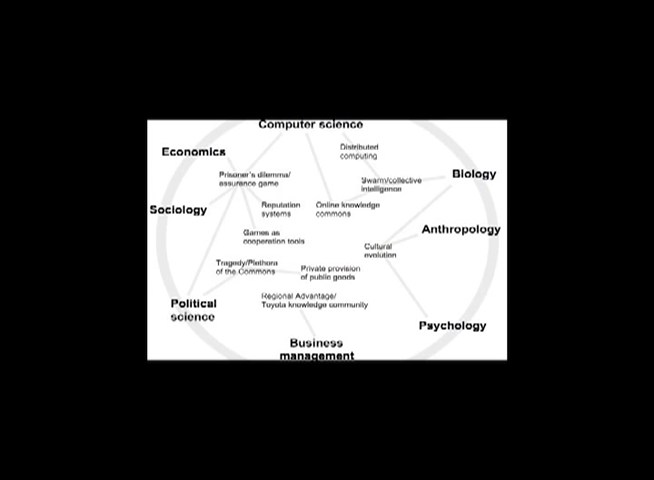 Computer science
Economics
Distributed
computing
Prisoner's dilemma/
assurance game
Swarm/collective
intelligence
Biology
Sociology
Reputation
systems
Online knowledge
commons
Games as
cooperation tools
Anthropology
Cultural
evolution
Tragedy/Plethora
of the Commons
Private provision
of public goods
Regional Advantage/
Toyota knowledge community
Political
science
Psychology
Business
management